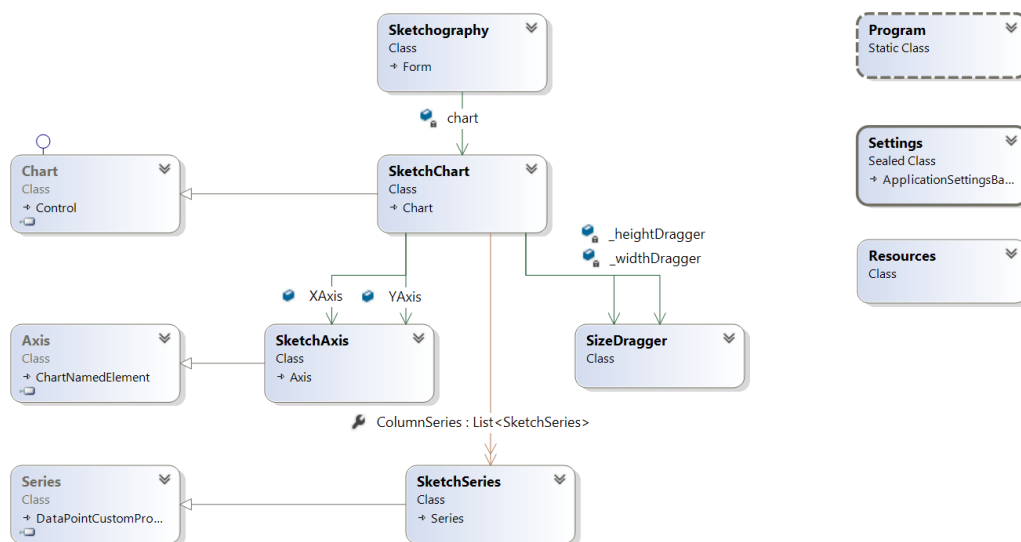 Sketchography
Class
Form
Program
Static Class
chart
Settings
Sealed Class
ApplicationSettingsBa...
Chart
Class
Control
SketchChart
Class
Chart
_heightDragger
_widthDragger
Resources
Class
XAxis
YAxis
Axis
Class
ChartNamedElement
SketchAxis
Class
Axis
SizeDragger
Class
ColumnSeries : List<SketchSeries>
Series
Class
DataPointCustomPro...
SketchSeries
Class
Series